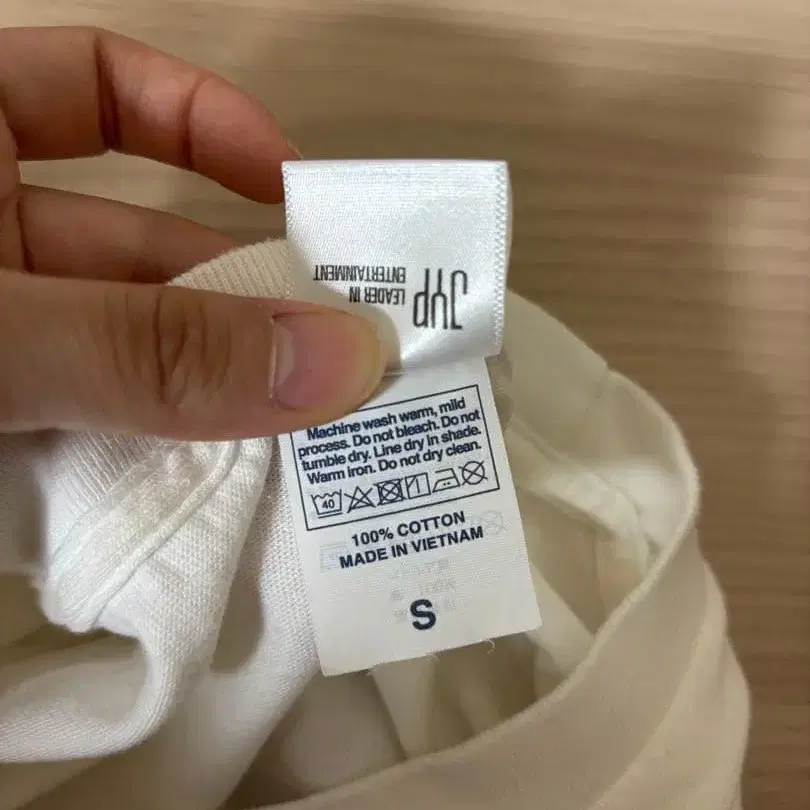 JYP
LEADER IN
ENTERTAINMENT
Machine wash warm, mild
process. Do not bleach. Do not
tumble dry. Line dry in shade.
Warm iron. Do not dry clean.
40
100% COTTON
MADE IN VIETNAM
S